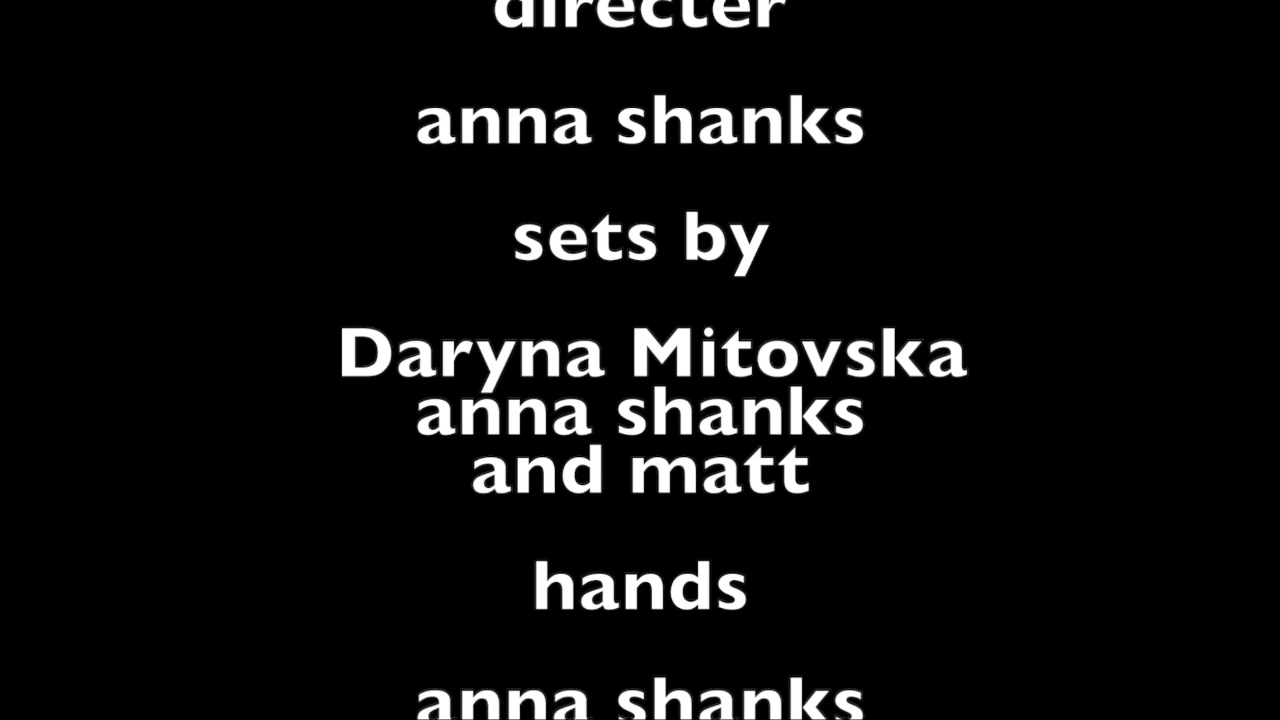 directer
anna shanks
sets by
Daryna Mitovska
anna shanks
and matt
hands
anna shanks